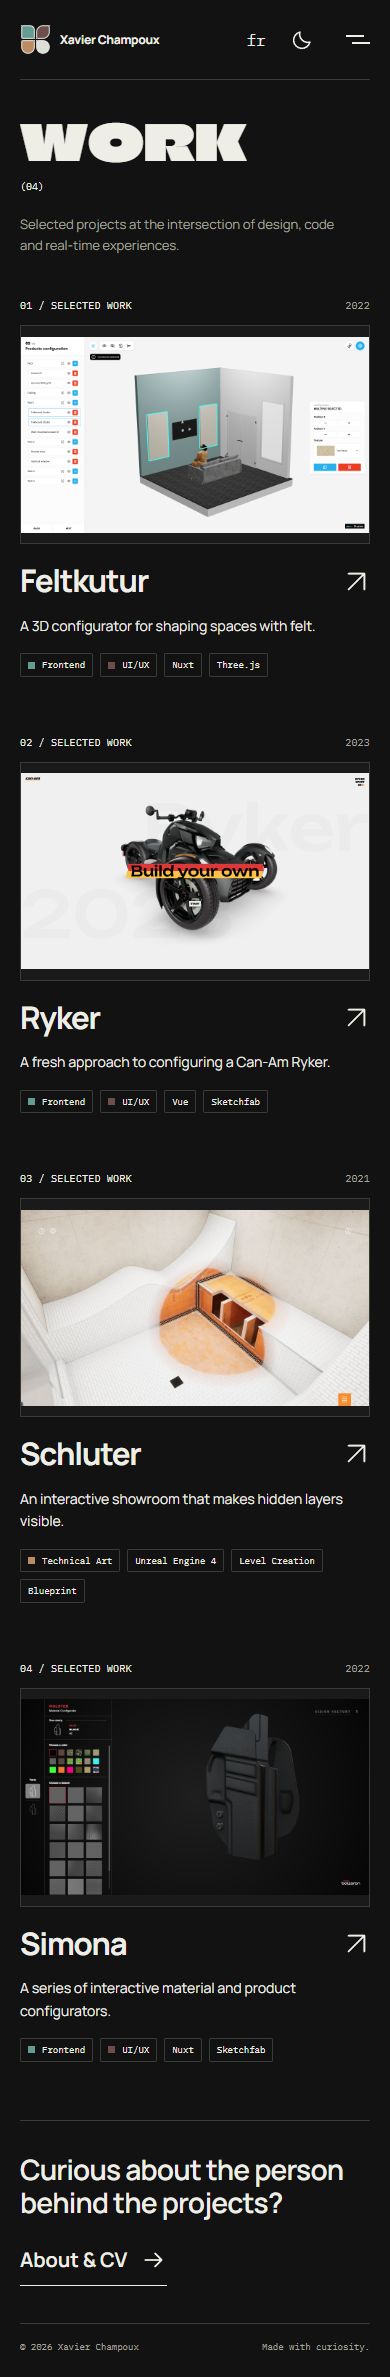 Xavier Champoux
fr
WORK
(04)
Selected projects at the intersection of design, code
and real-time experiences.
01 / SELECTED WORK 2022
Products configuration
Feltkutur
A 3D configurator for shaping spaces with felt.
Frontend UI/UX Nuxt Three.js
02 / SELECTED WORK 2023
Ryker
2023
Build your own
Ryker
A fresh approach to configuring a Can-Am Ryker.
Frontend UI/UX Vue Sketchfab
03 / SELECTED WORK 2021
Schluter
An interactive showroom that makes hidden layers
visible.
Technical Art Unreal Engine 4 Level Creation
Blueprint
04 / SELECTED WORK 2022
Simona
A series of interactive material and product
configurators.
Frontend UI/UX Nuxt Sketchfab
Curious about the person
behind the projects?
About & CV
© 2026 Xavier Champoux Made with curiosity.